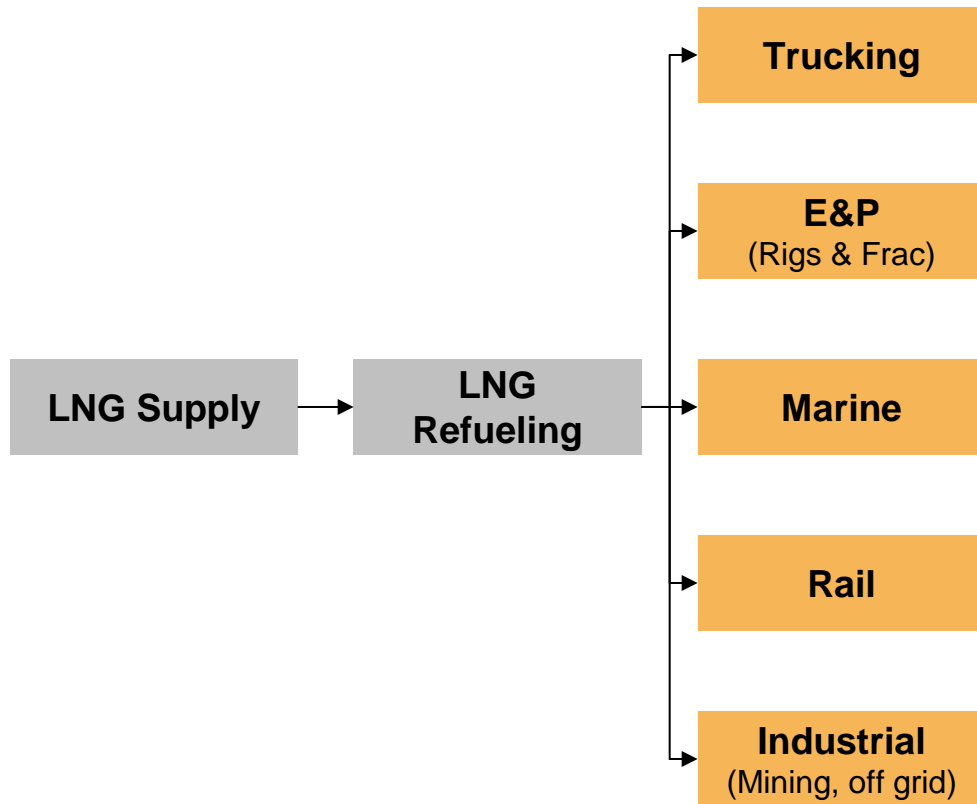 Trucking
E&P
(Rigs & Frac)
LNG Supply
LNG
Refueling
Marine
Rail
Industrial
(Mining, off grid)